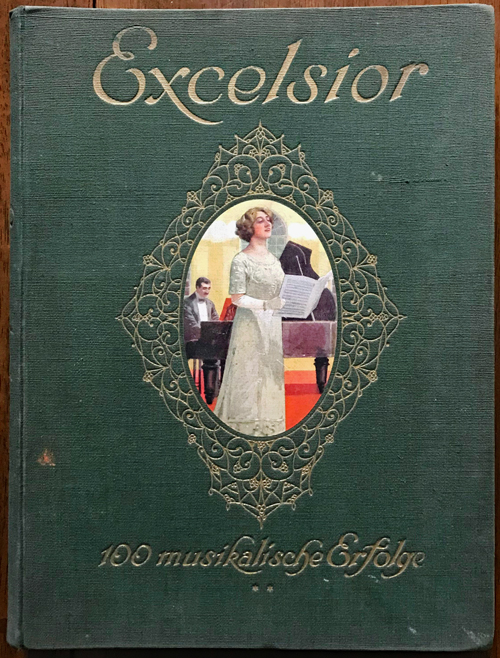 Excelsior
100 musikalische Erfolge
* *